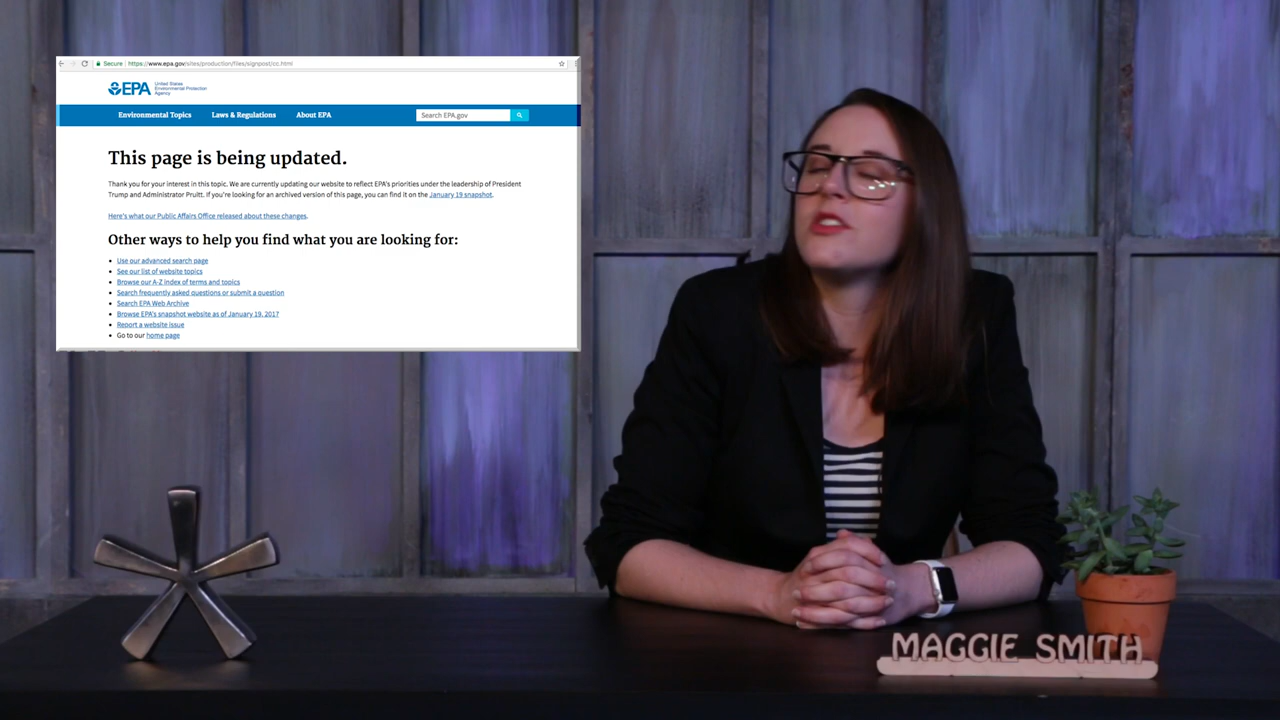 Secure https://www.epa.gov/sites/production/files/signpost/cc.html
EPA United States
Environmental Protection
Agency
Environmental Topics Laws & Regulations About EPA Search EPA.gov
This page is being updated.
Thank you for your interest in this topic. We are currently updating our website to reflect EPA's priorities under the leadership of President
Trump and Administrator Pruitt. If you're looking for an archived version of this page, you can find it on the January 19 snapshot.
Here's what our Public Affairs Office released about these changes.
Other ways to help you find what you are looking for:
• Use our advanced search page
• See our list of website topics
• Browse our A-Z index of terms and topics
• Search frequently asked questions or submit a question
• Search EPA Web Archive
• Browse EPA's snapshot website as of January 19, 2017
• Report a website issue
• Go to our home page
MAGGIE SMITH